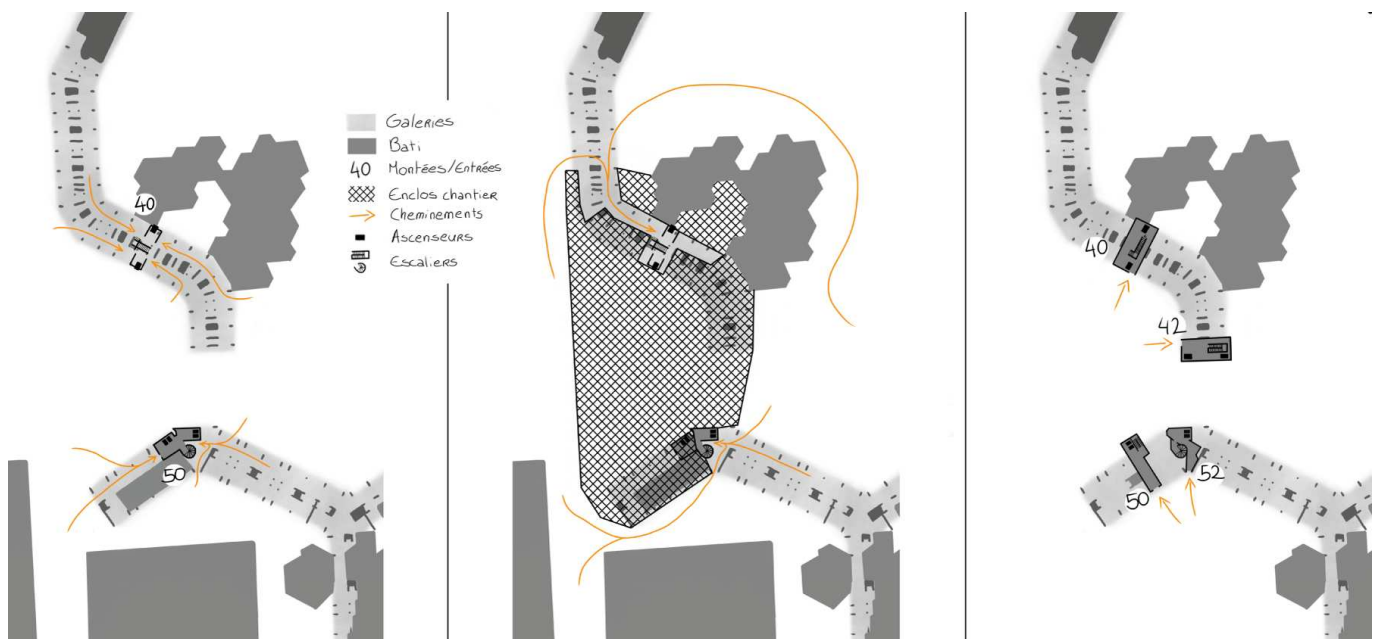 Galeries
Bati
40 Montées/Entrées
Enclos chantier
Cheminements
Ascenseurs
Escaliers
40
50
40
42
50
52